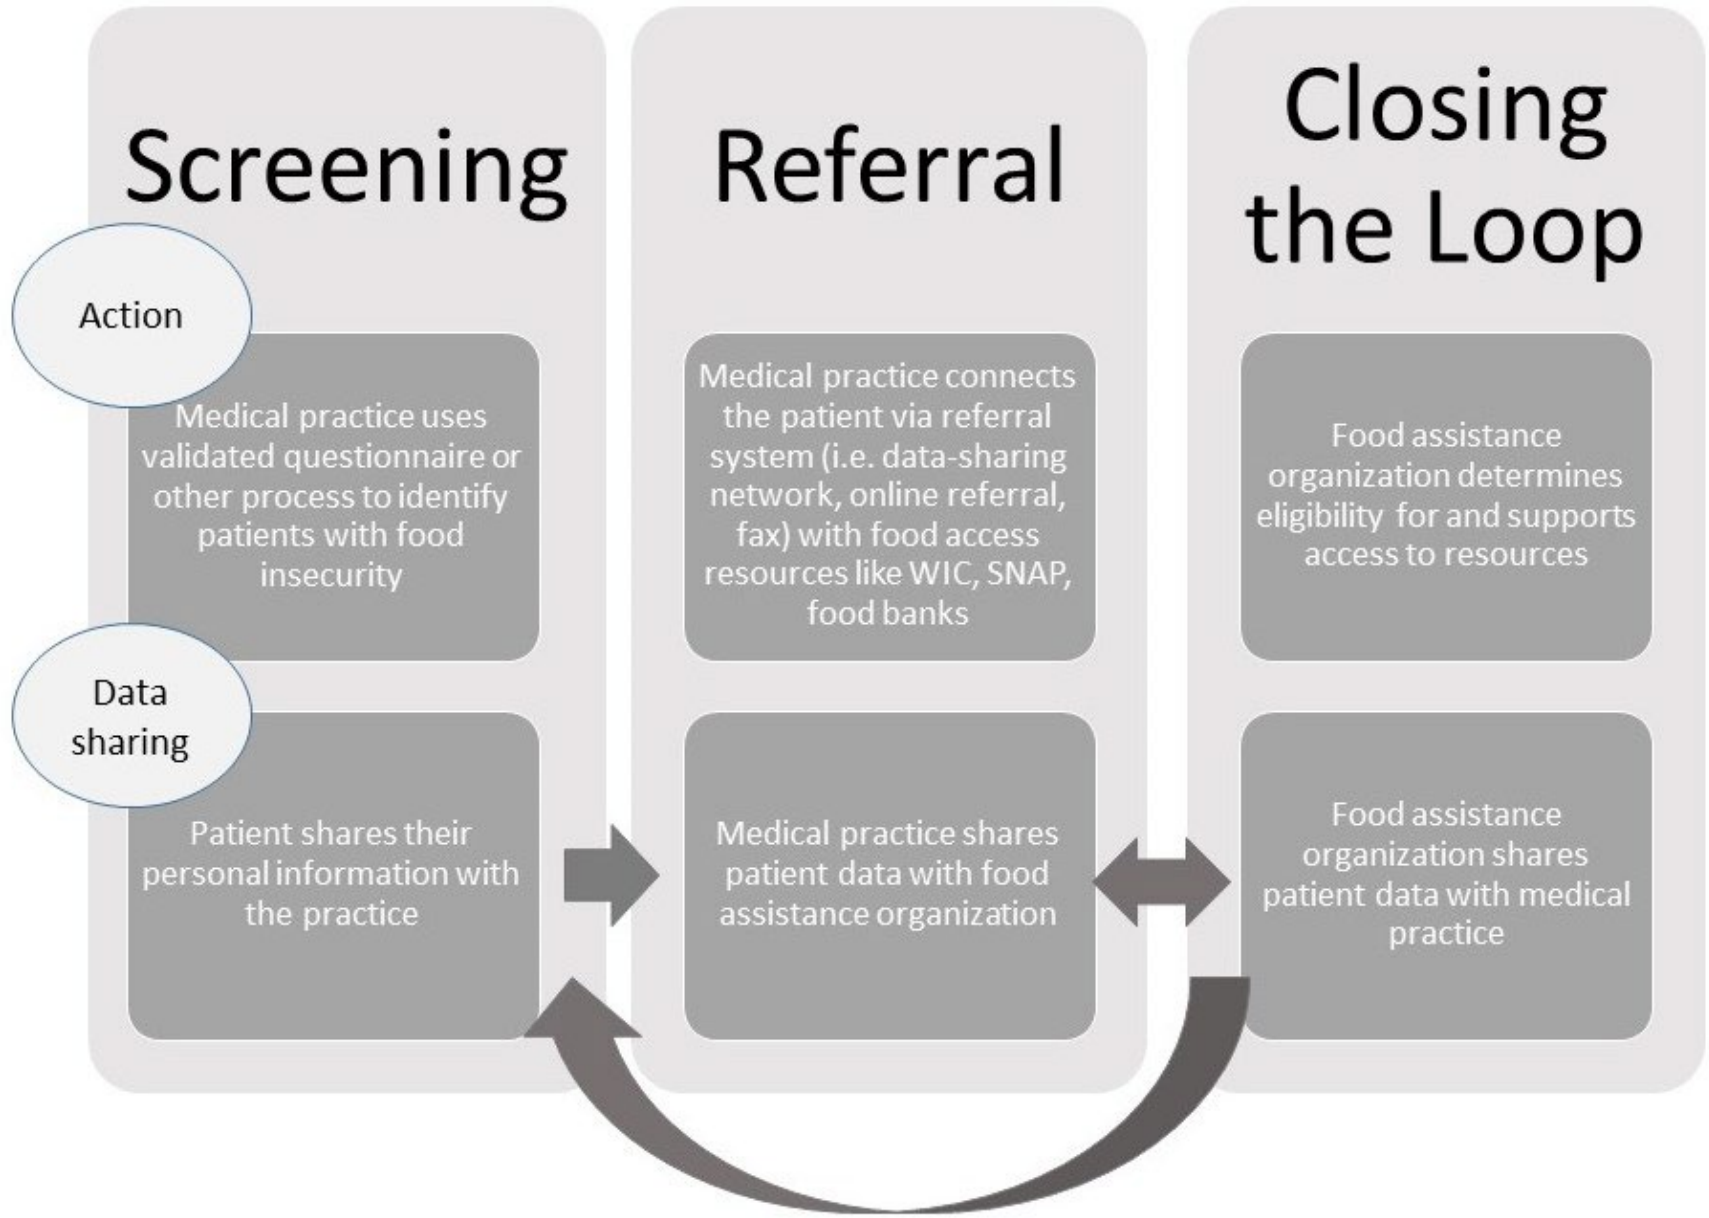 Screening
Action
Medical practice uses
validated questionnaire or
other process to identify
patients with food
insecurity
Data
sharing
Patient shares their
personal information with
the practice
Referral
Medical practice connects
the patient via referral
system (i.e. data-sharing
network, online referral,
fax) with food access
resources like WIC, SNAP,
food banks
Medical practice shares
patient data with food
assistance organization
Closing
the Loop
Food assistance
organization determines
eligibility for and supports
access to resources
Food assistance
organization shares
patient data with medical
practice